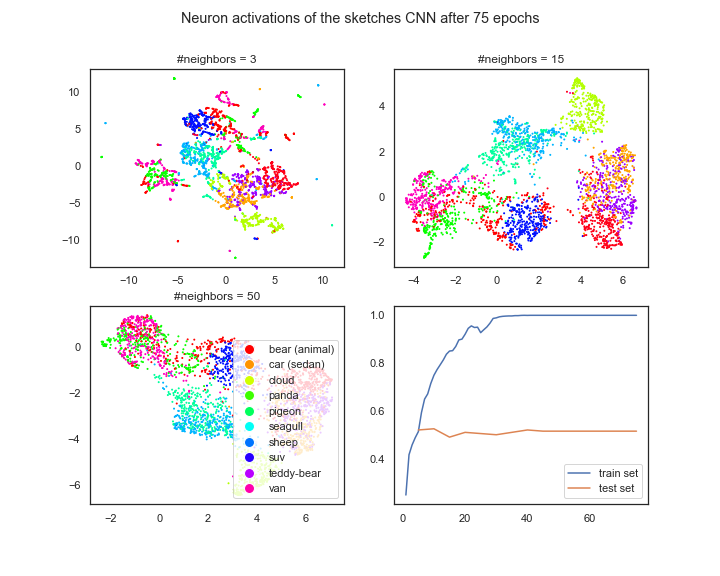 Neuron activations of the sketches CNN after 75 epochs
#neighbors = 3
10
5
0
−5
−10
−10
−5
0
5
10
#neighbors = 15
4
2
0
−2
−4
−2
0
2
4
6
#neighbors = 50
0
−2
−4
−6
−2
0
2
4
6
bear (animal)
car (sedan)
cloud
panda
pigeon
seagull
sheep
suv
teddy-bear
van
1.0
0.8
0.6
0.4
0
20
40
60
train set
test set